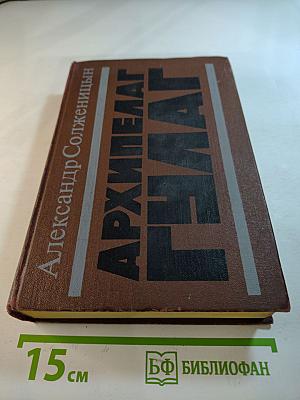 Александр Солженицын
АРХИПЕЛАГ
ГУЛАГ
15 см
БФ БИБЛИОФАН